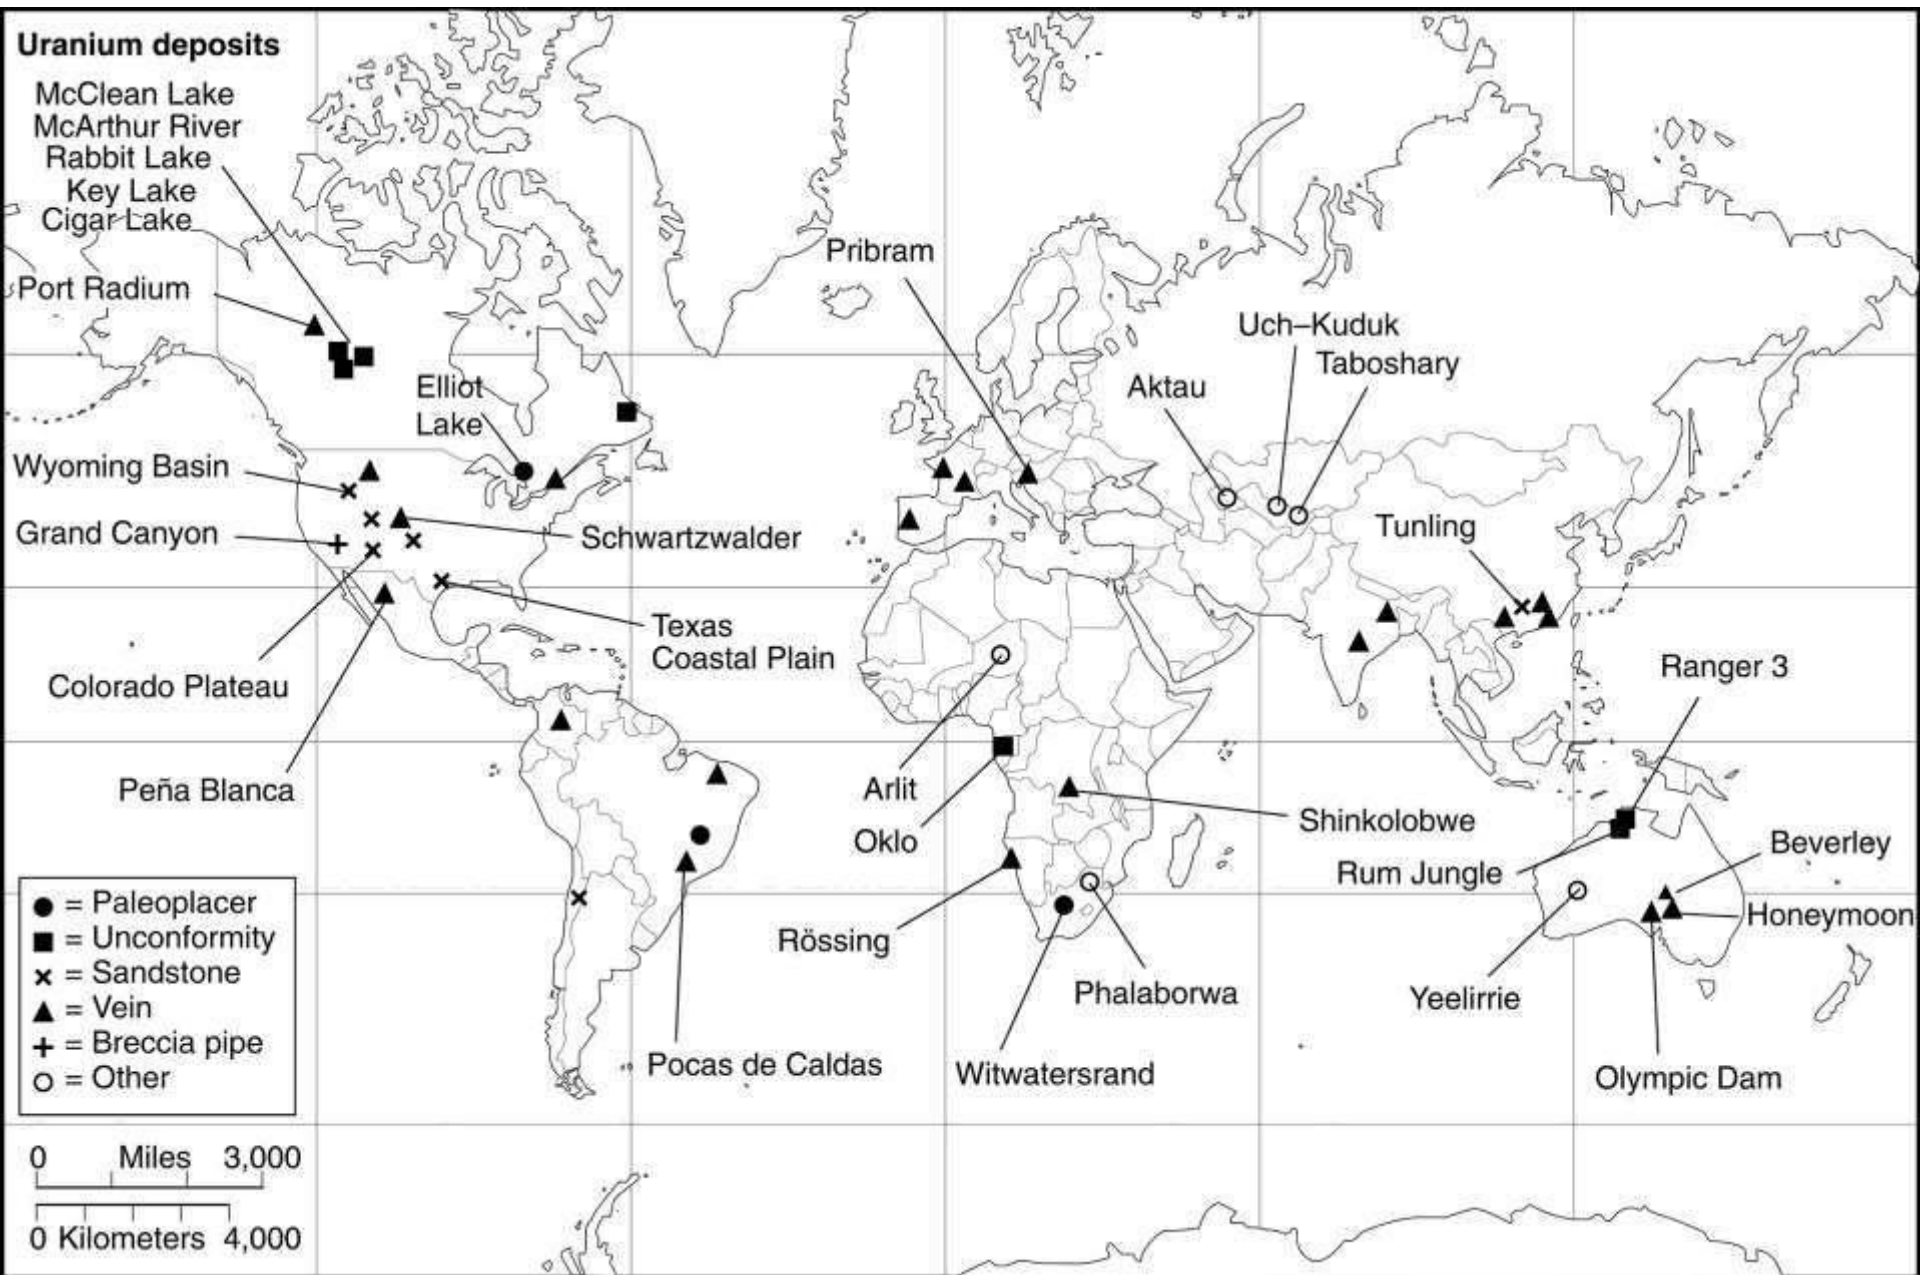 Uranium deposits
McClean Lake
McArthur River
Rabbit Lake
Key Lake
Cigar Lake
Port Radium
Pribram
Uch–Kuduk
Taboshary
Aktau
Elliot
Lake
Wyoming Basin
Grand Canyon
Schwartzwalder
Tunling
Texas
Coastal Plain
Colorado Plateau
Ranger 3
Peña Blanca
Arlit
Oklo
Shinkolobwe
Beverley
Rum Jungle
Honeymoon
Rössing
Phalaborwa
Yeelirrie
Pocas de Caldas
Witwatersrand
Olympic Dam
= Paleoplacer
= Unconformity
= Sandstone
= Vein
= Breccia pipe
= Other
0 Miles 3,000
0 Kilometers 4,000